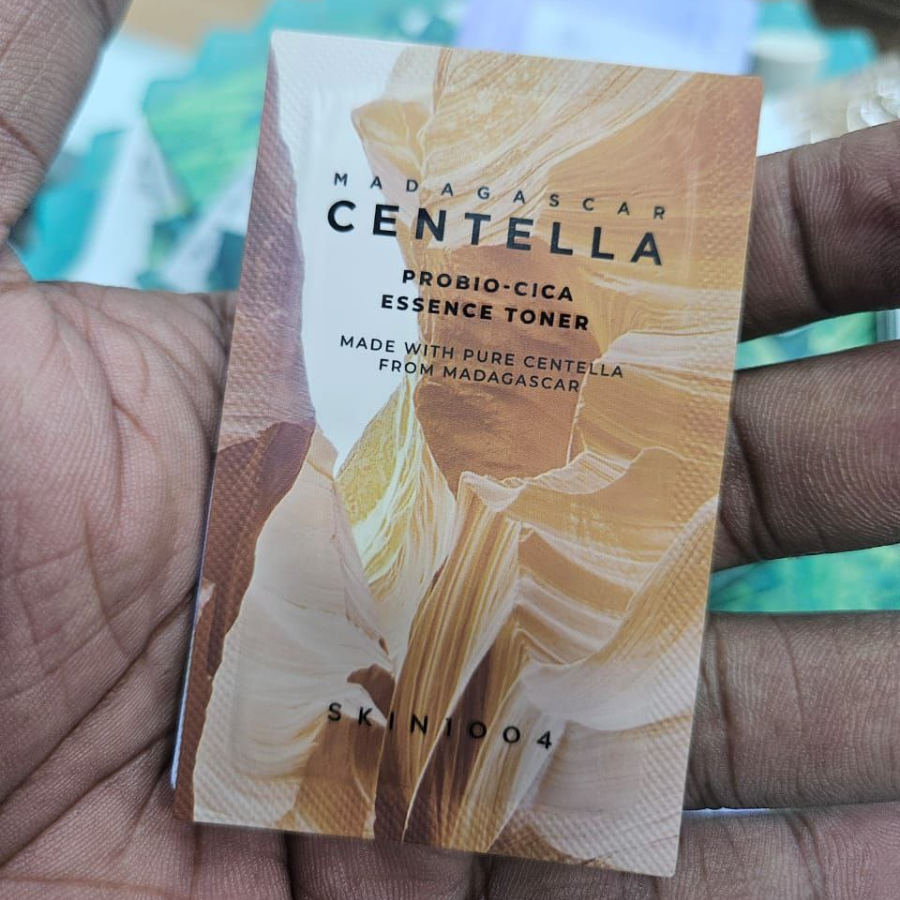 MADAGASCAR
CENTELLA
PROBIO-CICA
ESSENCE TONER
MADE WITH PURE CENTELLA
FROM MADAGASCAR
SKIN1004